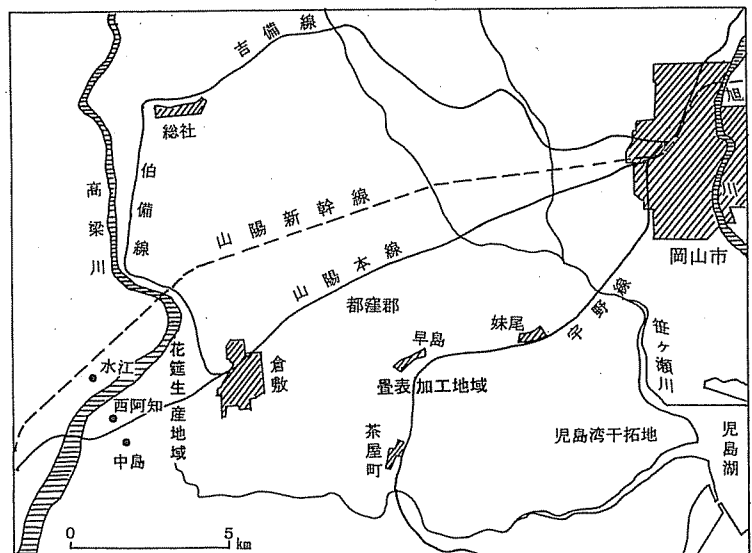 吉備線
総社
伯備線
高梁川
山陽新幹線
山陽本線
旭川
岡山市
都窪郡
宇野線
妹尾
早島
畳表加工地域
笹ヶ瀬川
倉敷
花筵生産地域
水江
西阿知
中島
茶屋町
児島湾干拓地
児島湖
0 5km